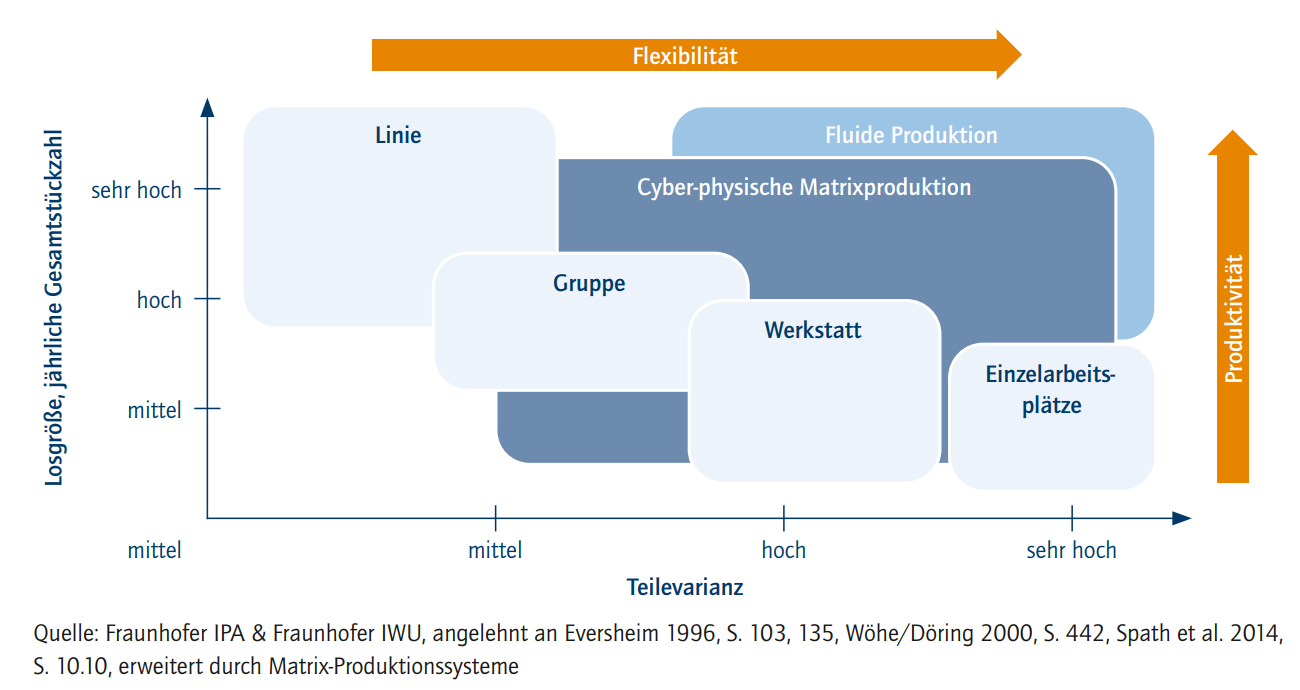 Flexibilität
Linie
Fluide Produktion
Cyber-physische Matrixproduktion
Gruppe
Werkstatt
Einzelarbeits-
plätze
Losgröße, jährliche Gesamtstückzahl
sehr hoch
hoch
mittel
Produktivität
mittel
mittel
hoch
sehr hoch
Teilevarianz
Quelle: Fraunhofer IPA & Fraunhofer IWU, angelehnt an Eversheim 1996, S. 103, 135, Wöhe/Döring 2000, S. 442, Spath et al. 2014,
S. 10.10, erweitert durch Matrix-Produktionssysteme